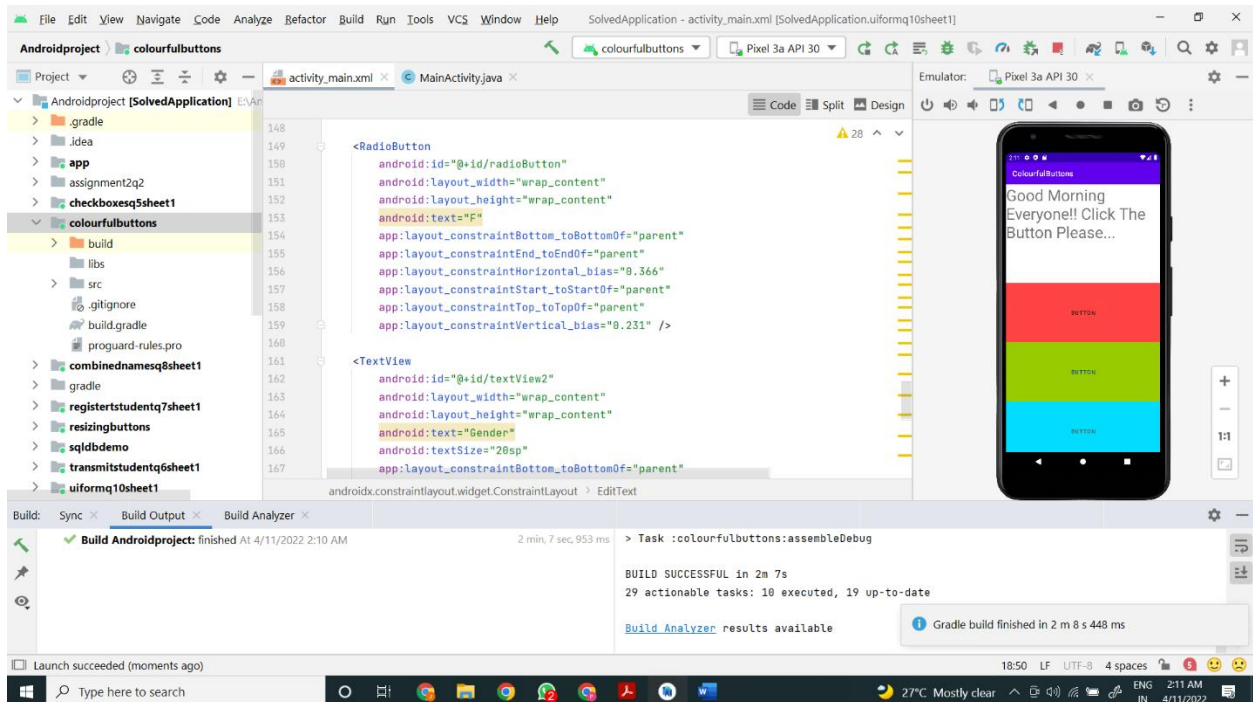 File Edit View Navigate Code Analyze Refactor Build Run Tools VCS Window Help SolvedApplication - activity_main.xml [SolvedApplication.uiformq10sheet1]
Androidproject colourfulbuttons colourfulbuttons Pixel 3a API 30
Project activity_main.xml MainActivity.java Emulator: Pixel 3a API 30
Androidproject [SolvedApplication] E:\An
.gradle
.idea
app
assignment2q2
checkboxesq5sheet1
colourfulbuttons
build
libs
src
.gitignore
build.gradle
proguard-rules.pro
combinednamesq8sheet1
gradle
registertstudentq7sheet1
resizingbuttons
sqldbdemo
transmitstudentq6sheet1
uiformq10sheet1
Code Split Design
28
148
149 <RadioButton
150 android:id="@+id/radioButton"
151 android:layout_width="wrap_content"
152 android:layout_height="wrap_content"
153 android:text="F"
154 app:layout_constraintBottom_toBottomOf="parent"
155 app:layout_constraintEnd_toEndOf="parent"
156 app:layout_constraintHorizontal_bias="0.366"
157 app:layout_constraintStart_toStartOf="parent"
158 app:layout_constraintTop_toTopOf="parent"
159 app:layout_constraintVertical_bias="0.231" />
160
161 <TextView
162 android:id="@+id/textView2"
163 android:layout_width="wrap_content"
164 android:layout_height="wrap_content"
165 android:text="Gender"
166 android:textSize="20sp"
167 app:layout_constraintBottom_toBottomOf="parent"
androidx.constraintlayout.widget.ConstraintLayout EditText
2:11
ColourfulButtons
Good Morning
Everyone!! Click The
Button Please...
BUTTON
BUTTON
BUTTON
1:1
Build: Sync Build Output Build Analyzer
Build Androidproject: finished At 4/11/2022 2:10 AM 2 min, 7 sec, 953 ms
> Task :colourfulbuttons:assembleDebug
BUILD SUCCESSFUL in 2m 7s
29 actionable tasks: 10 executed, 19 up-to-date
Build Analyzer results available
Gradle build finished in 2 m 8 s 448 ms
Launch succeeded (moments ago) 18:50 LF UTF-8 4 spaces 5
Type here to search 2 27°C Mostly clear ENG 2:11 AM
IN 4/11/2022